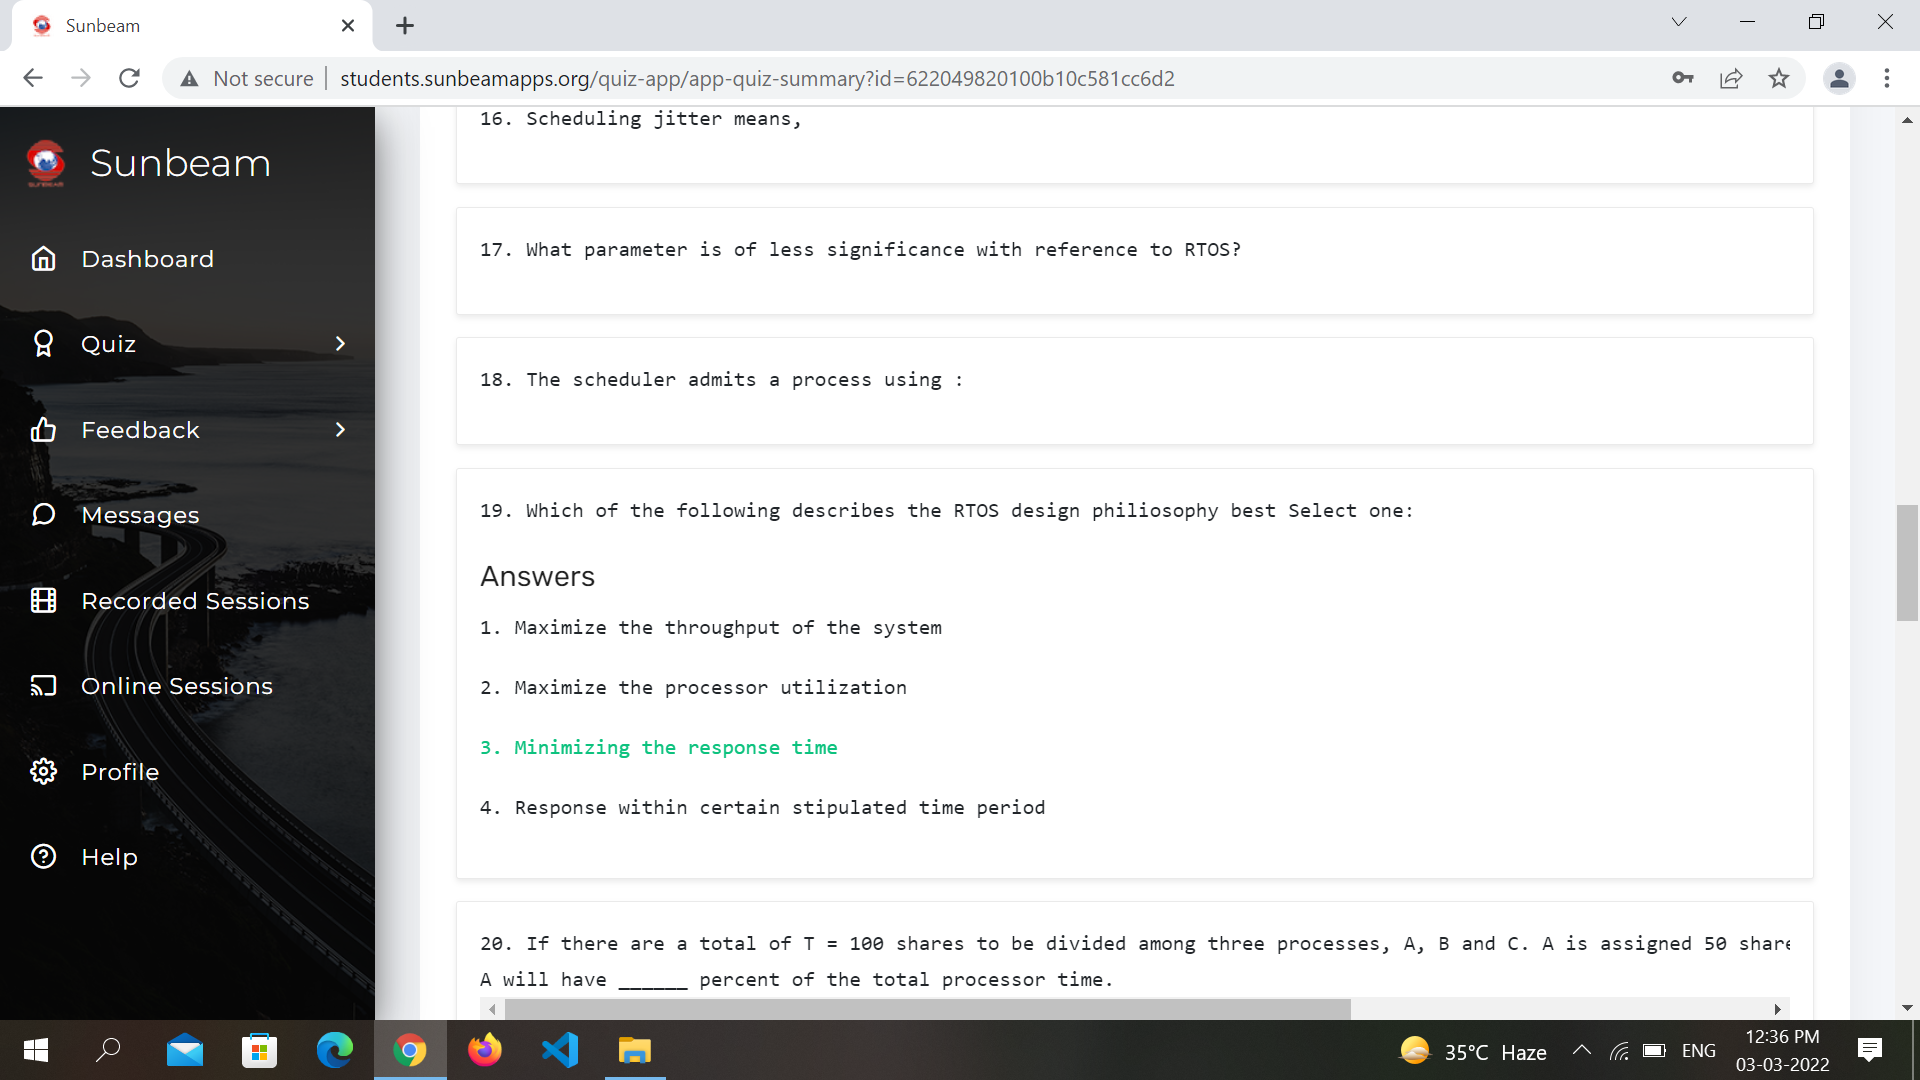 Sunbeam
Not secure
students.sunbeamapps.org/quiz-app/app-quiz-summary?id=622049820100b10c581cc6d2
Sunbeam
SUNBEAM
Dashboard
Quiz
Feedback
Messages
Recorded Sessions
Online Sessions
Profile
Help
16. Scheduling jitter means,
17. What parameter is of less significance with reference to RTOS?
18. The scheduler admits a process using :
19. Which of the following describes the RTOS design philiosophy best Select one:
Answers
1. Maximize the throughput of the system
2. Maximize the processor utilization
3. Minimizing the response time
4. Response within certain stipulated time period
20. If there are a total of T = 100 shares to be divided among three processes, A, B and C. A is assigned 50 share
A will have ______ percent of the total processor time.
35°C Haze
ENG
12:36 PM
03-03-2022